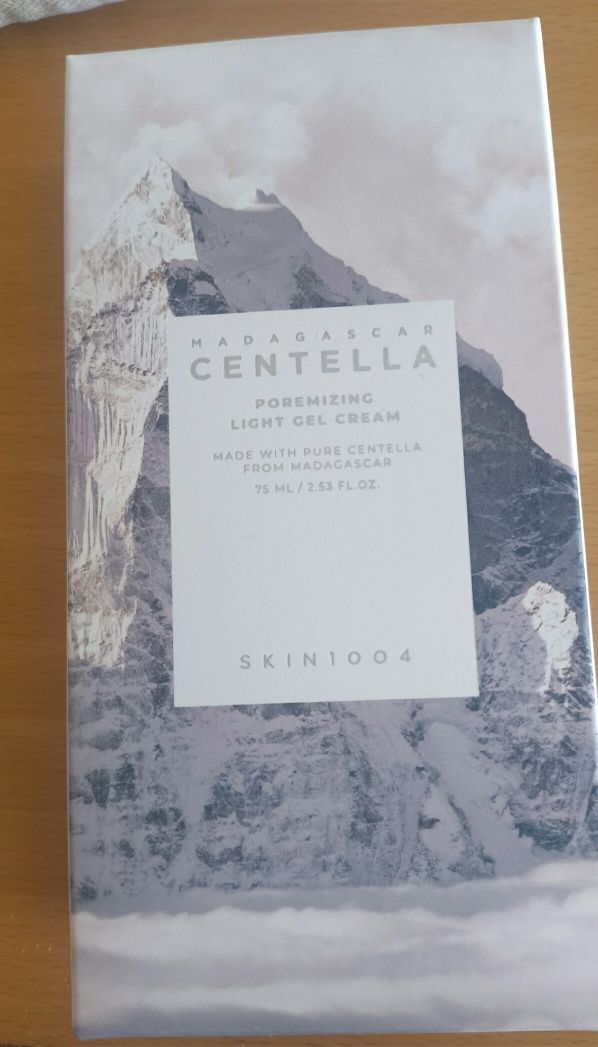 MADAGASCAR
CENTELLA
POREMIZING
LIGHT GEL CREAM
MADE WITH PURE CENTELLA
FROM MADAGASCAR
75 ML / 2.53 FL.OZ.
SKIN1004